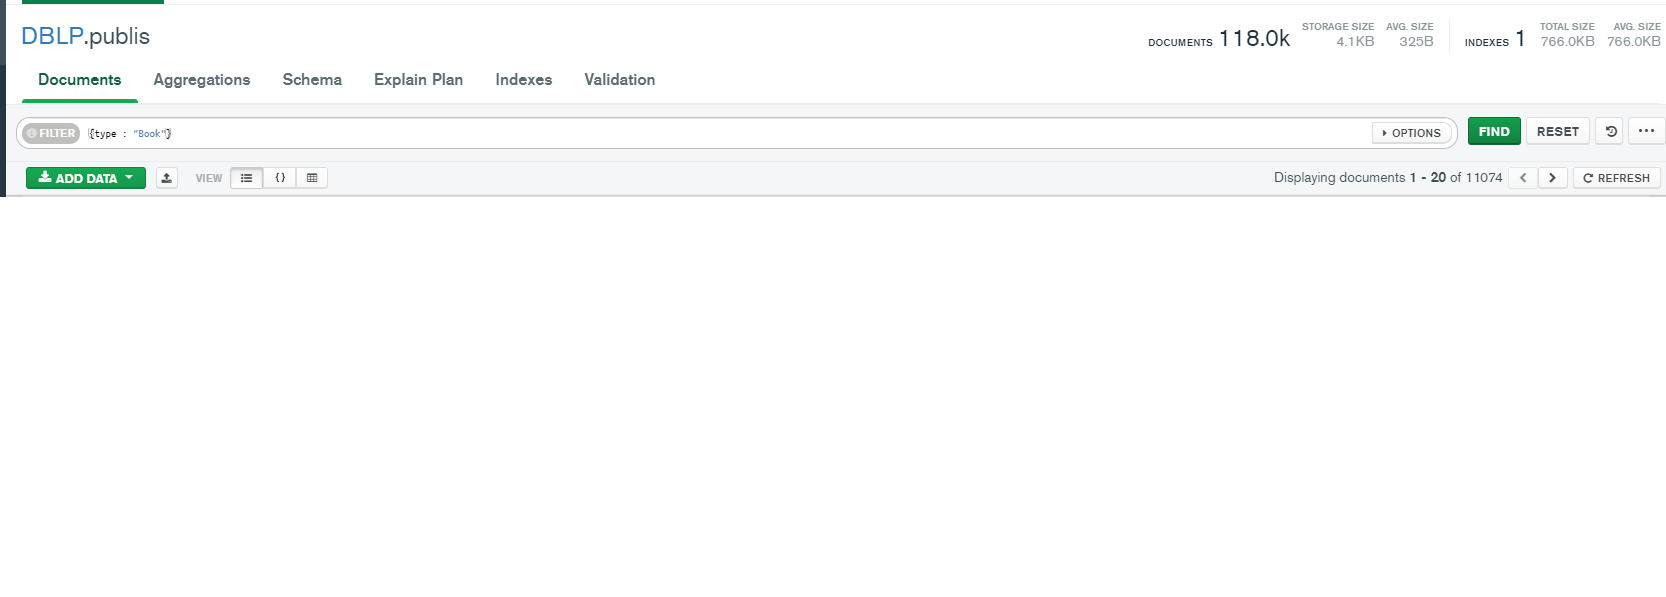 DBLP.publis
DOCUMENTS 118.0k STORAGE SIZE 4.1KB AVG. SIZE 325B INDEXES 1 TOTAL SIZE 766.0KB AVG. SIZE 766.0KB
Documents Aggregations Schema Explain Plan Indexes Validation
FILTER {type : "Book"} OPTIONS FIND RESET
ADD DATA VIEW {} Displaying documents 1 - 20 of 11074 < > REFRESH